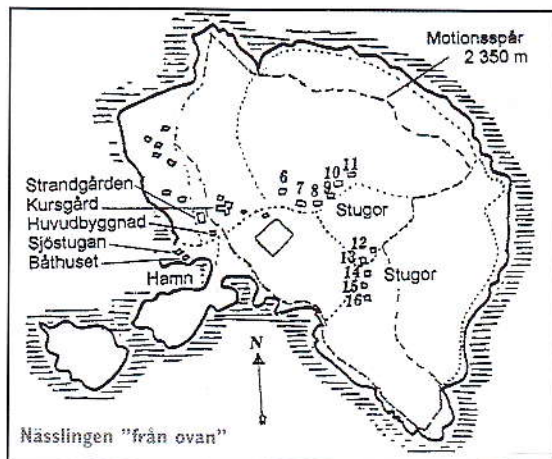 Motionsspår
2 350 m
6
7
8
9
10
11
Strandgården
Kursgård
Huvudbyggnad
Sjöstugan
Båthuset
Hamn
Stugor
12
13
14
15
16
Stugor
N
Nässlingen "från ovan"